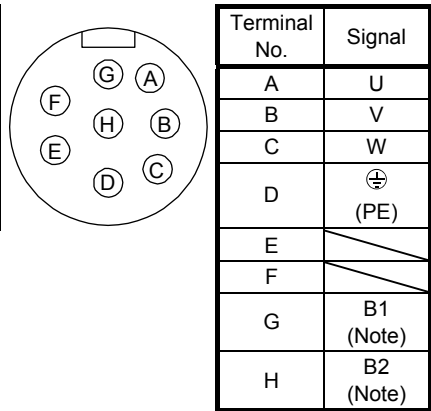 G A
F
H B
E
C
D
Terminal No. Signal
A U
B V
C W
D (PE)
E
F
G B1 (Note)
H B2 (Note)